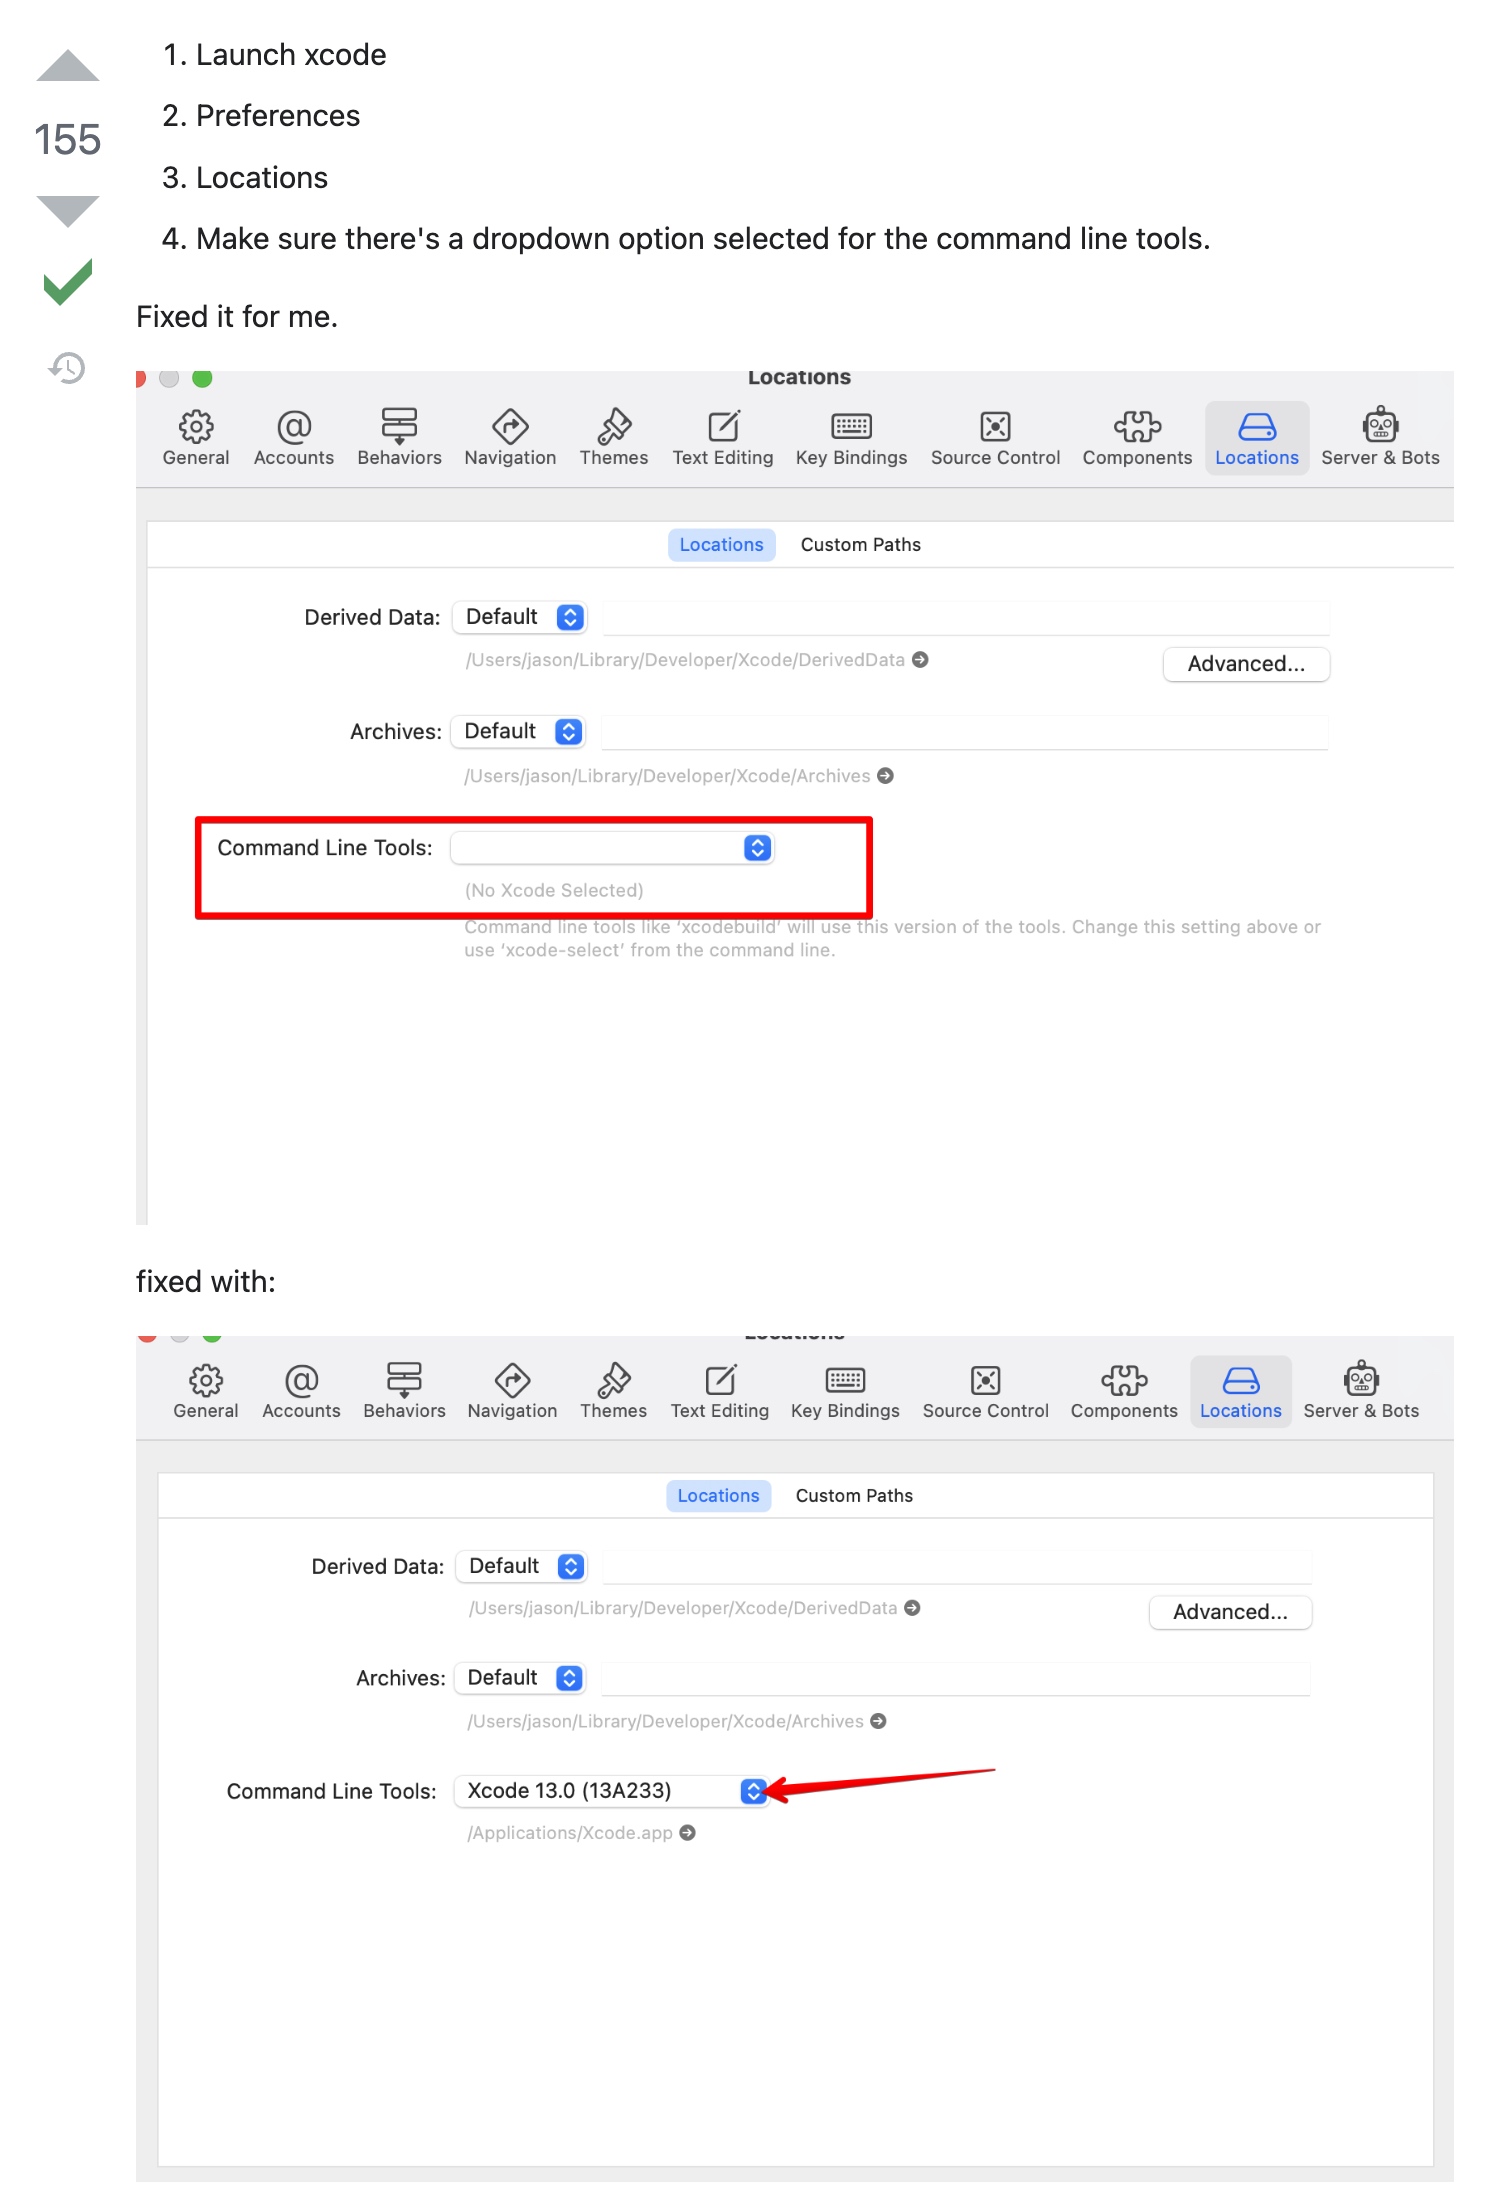 1. Launch xcode
155
2. Preferences
3. Locations
4. Make sure there's a dropdown option selected for the command line tools.
Fixed it for me.
Locations
General Accounts Behaviors Navigation Themes Text Editing Key Bindings Source Control Components Locations Server & Bots
Locations Custom Paths
Derived Data: Default
/Users/jason/Library/Developer/Xcode/DerivedData
Advanced...
Archives: Default
/Users/jason/Library/Developer/Xcode/Archives
Command Line Tools:
(No Xcode Selected)
Command line tools like ‘xcodebuild’ will use this version of the tools. Change this setting above or
use ‘xcode-select’ from the command line.
fixed with:
Locations
General Accounts Behaviors Navigation Themes Text Editing Key Bindings Source Control Components Locations Server & Bots
Locations Custom Paths
Derived Data: Default
/Users/jason/Library/Developer/Xcode/DerivedData
Advanced...
Archives: Default
/Users/jason/Library/Developer/Xcode/Archives
Command Line Tools: Xcode 13.0 (13A233)
/Applications/Xcode.app